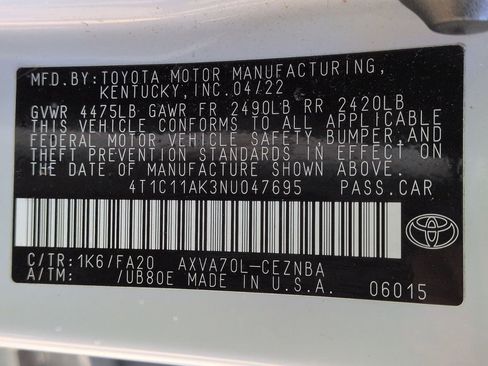 MFD.BY:TOYOTA MOTOR MANUFACTURING,
KENTUCKY,INC.04/22
GVWR 4475LB GAWR FR 2490LB RR 2420LB
THIS VEHICLE CONFORMS TO ALL APPLICABLE
FEDERAL MOTOR VEHICLE SAFETY,BUMPER,AND
THEFT PREVENTION STANDARDS IN EFFECT ON
THE DATE OF MANUFACTURE SHOWN ABOVE.
4T1C11AK3NU047695 PASS.CAR
C/TR:1K6/FA20 AXVA70L-CEZNBA
A/TM: /UB80E MADE IN U.S.A. 06015